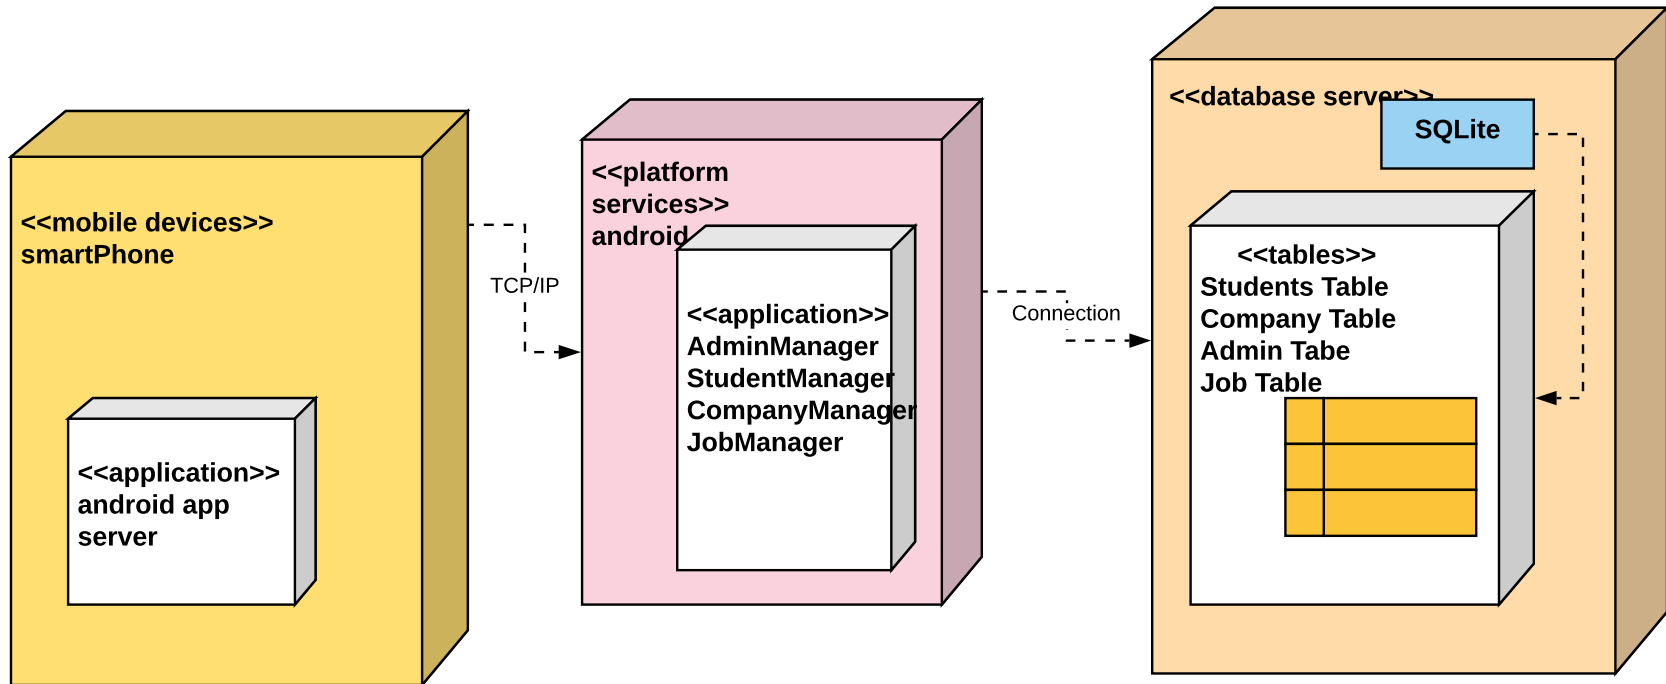 <<mobile devices>>
smartPhone
<<application>>
android app
server
TCP/IP
<<platform
services>>
android
<<application>>
AdminManager
StudentManager
CompanyManager
JobManager
Connection
<<database server>>
SQLite
<<tables>>
Students Table
Company Table
Admin Tabe
Job Table